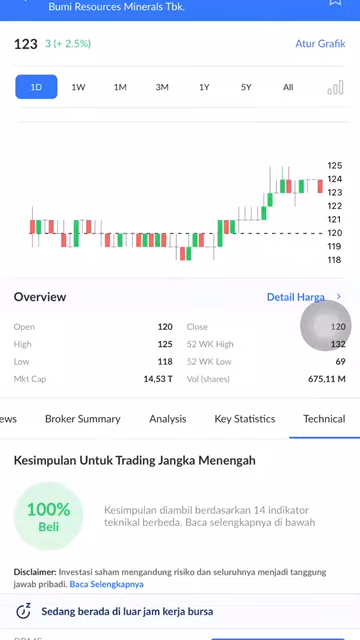 Bumi Resources Minerals Tbk.
123 3 (+ 2.5%) Atur Grafik
1D 1W 1M 3M 1Y 5Y All
125
124
123
122
121
120
119
118
Overview Detail Harga
Open 120 Close 120
High 125 52 WK High 132
Low 118 52 WK Low 69
Mkt Cap 14,53 T Vol (shares) 675,11 M
ews Broker Summary Analysis Key Statistics Technical
Kesimpulan Untuk Trading Jangka Menengah
100%
Beli
Kesimpulan diambil berdasarkan 14 indikator
teknikal berbeda. Baca selengkapnya di bawah
Disclaimer: Investasi saham mengandung risiko dan seluruhnya menjadi tanggung
jawab pribadi. Baca Selengkapnya
Sedang berada di luar jam kerja bursa